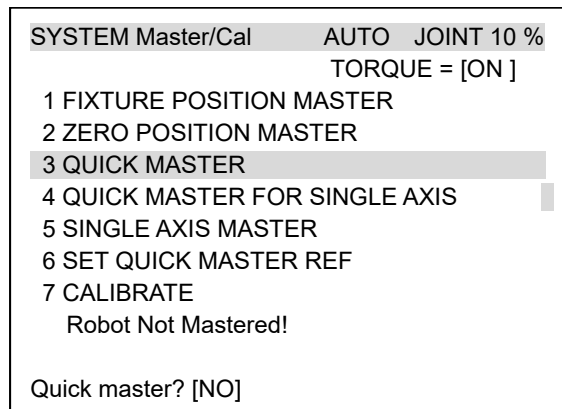 SYSTEM Master/Cal AUTO JOINT 10 %
TORQUE = [ON ]
1 FIXTURE POSITION MASTER
2 ZERO POSITION MASTER
3 QUICK MASTER
4 QUICK MASTER FOR SINGLE AXIS
5 SINGLE AXIS MASTER
6 SET QUICK MASTER REF
7 CALIBRATE
Robot Not Mastered!
Quick master? [NO]